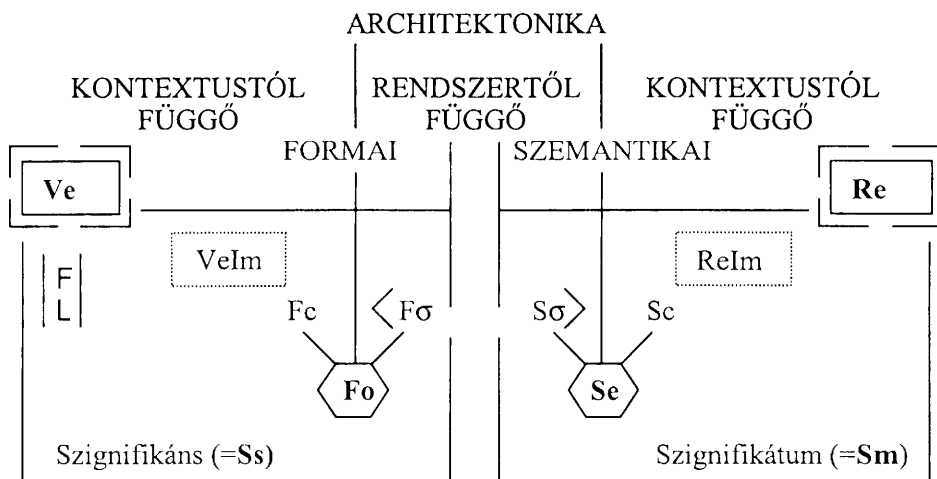 ARCHITEKTONIKA
KONTEXTUSTÓL RENDSZERTŐL KONTEXTUSTÓL
FÜGGŐ FÜGGŐ FÜGGŐ
FORMAI SZEMANTIKAI
Ve Re
VeIm ReIm
F
L
Fc Fσ Sσ Sc
Fo Se
Szignifikáns (=Ss) Szignifikátum (=Sm)